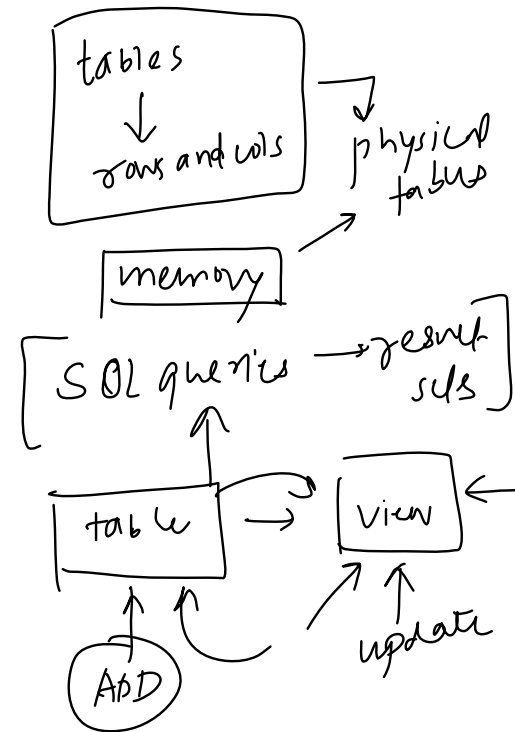 tables
rows and cols
physical
tables
memory
SQL queries
result
sets
table
view
update
ADD